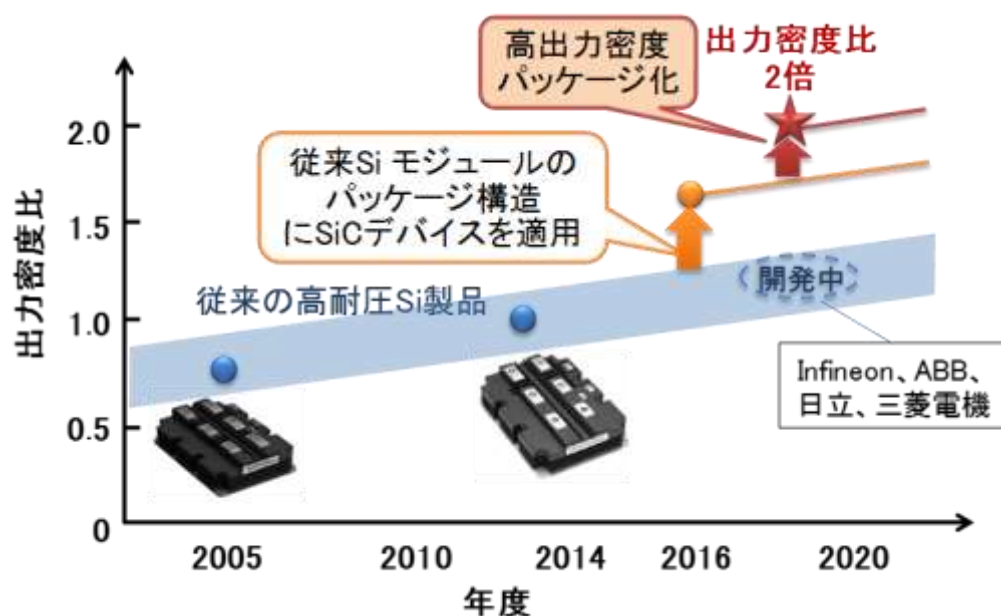 高出力密度
パッケージ化
出力密度比
2倍
従来Si モジュールの
パッケージ構造
にSiCデバイスを適用
従来の高耐圧Si製品
開発中
Infineon、ABB、
日立、三菱電機
出力密度比
2.0
1.5
1.0
0.5
0
2005
2010
2014
2016
2020
年度